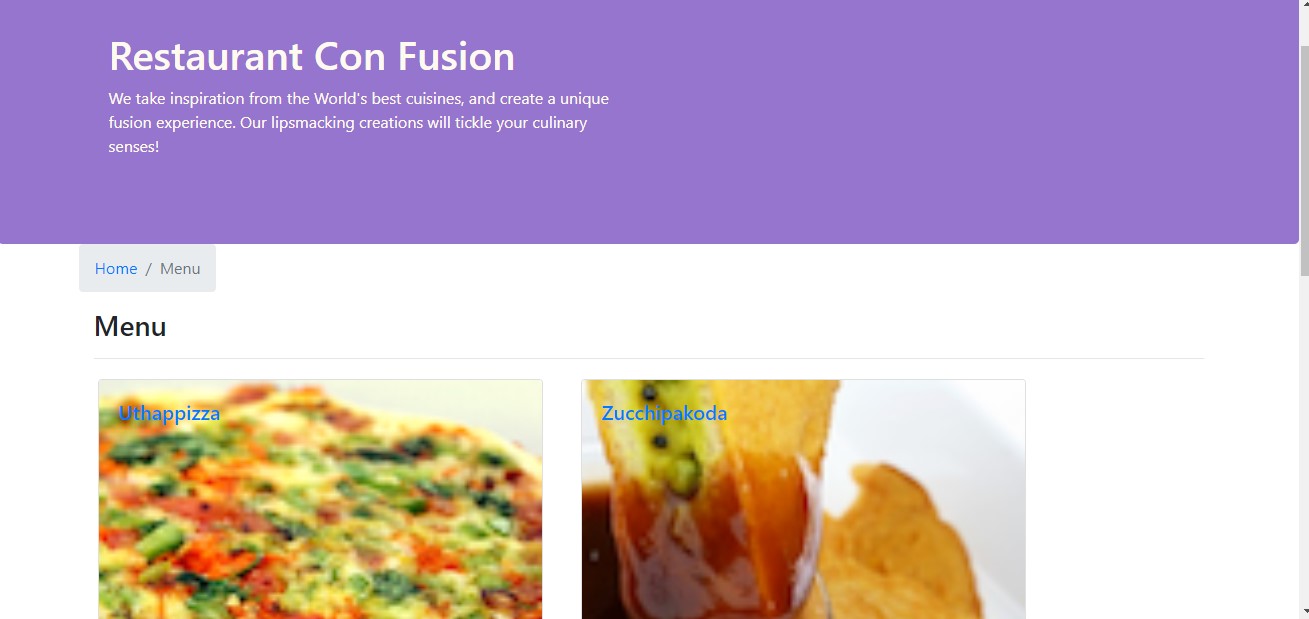 Restaurant Con Fusion
We take inspiration from the World's best cuisines, and create a unique
fusion experience. Our lipsmacking creations will tickle your culinary
senses!
Home / Menu
Menu
Uthappizza
Zucchipakoda